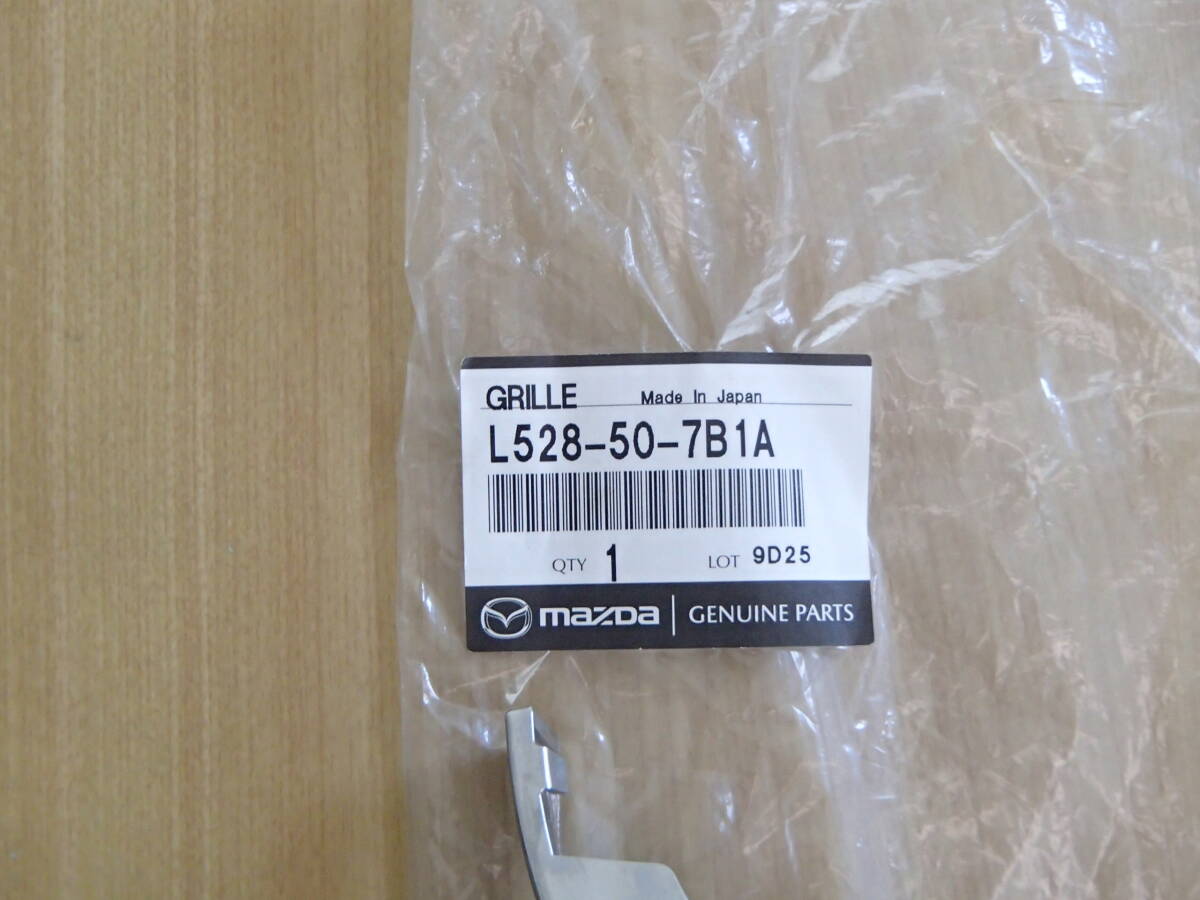 GRILLE Made In Japan
L528-50-7B1A
QTY 1 LOT 9D25
mazda GENUINE PARTS